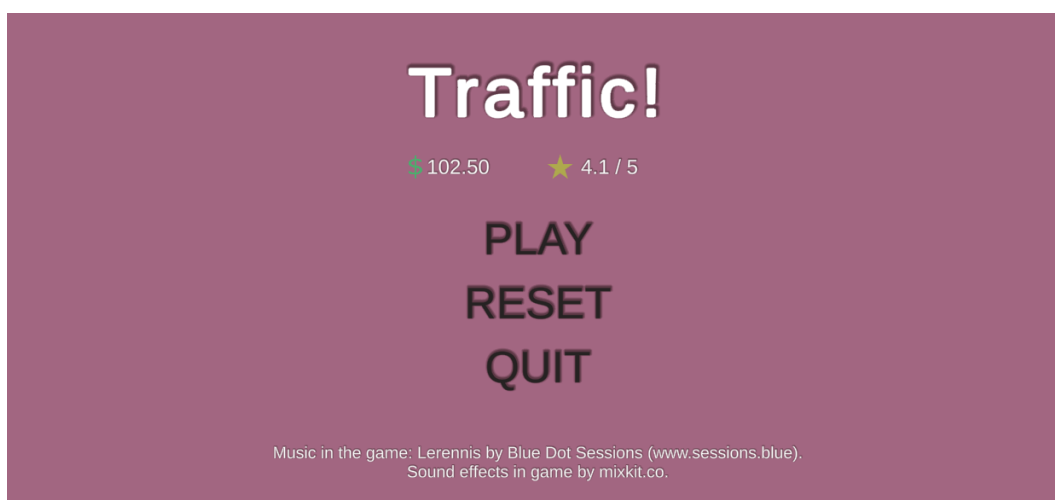 Traffic!
$ 102.50 ★ 4.1 / 5
PLAY
RESET
QUIT
Music in the game: Lerennis by Blue Dot Sessions (www.sessions.blue).
Sound effects in game by mixkit.co.